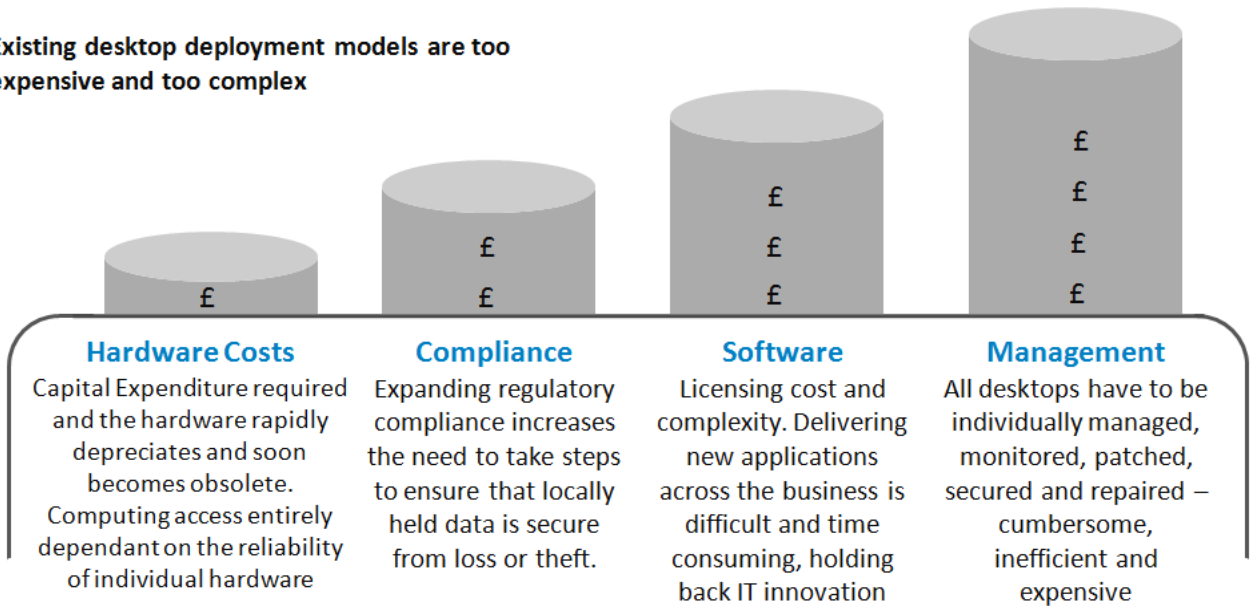 Existing desktop deployment models are too
expensive and too complex
£
£
£
£
£
£
£
£
£
£
Hardware Costs
Capital Expenditure required
and the hardware rapidly
depreciates and soon
becomes obsolete.
Computing access entirely
dependant on the reliability
of individual hardware
Compliance
Expanding regulatory
compliance increases
the need to take steps
to ensure that locally
held data is secure
from loss or theft.
Software
Licensing cost and
complexity. Delivering
new applications
across the business is
difficult and time
consuming, holding
back IT innovation
Management
All desktops have to be
individually managed,
monitored, patched,
secured and repaired –
cumbersome,
inefficient and
expensive